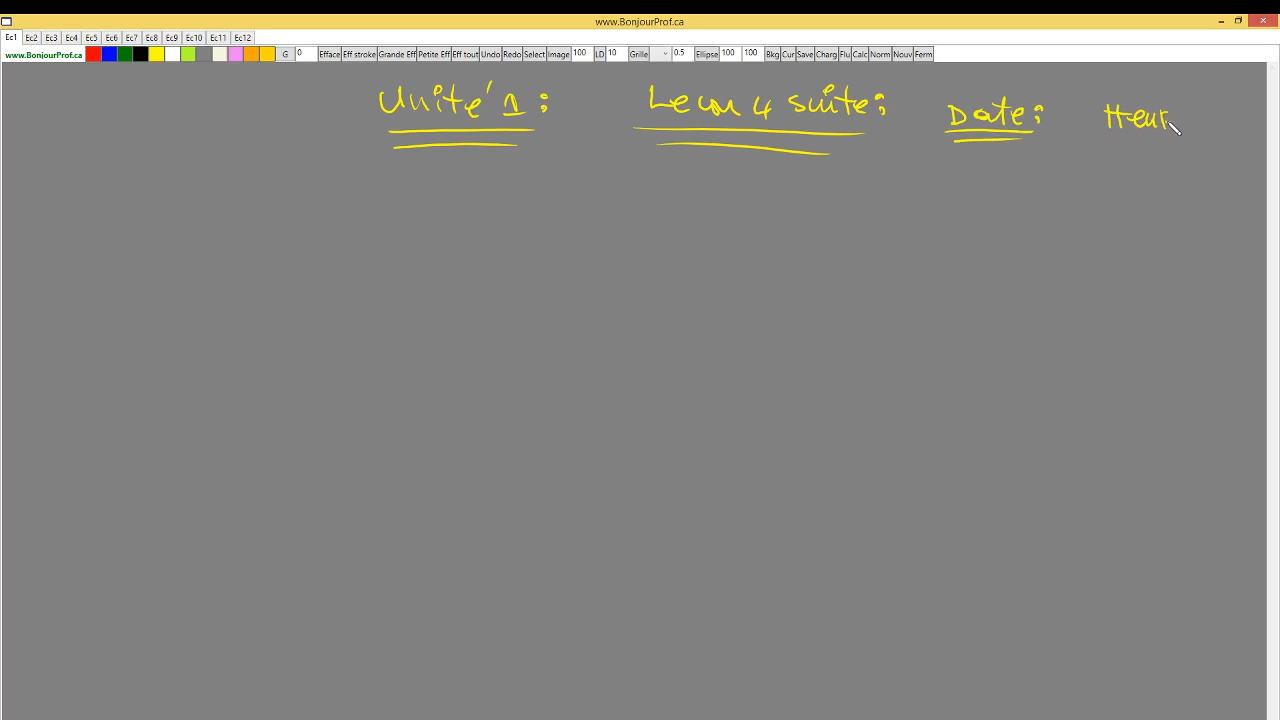 www.BonjourProf.ca
Ec1 Ec2 Ec3 Ec4 Ec5 Ec6 Ec7 Ec8 Ec9 Ec10 Ec11 Ec12
www.BonjourProf.ca G 0 Efface Eff stroke Grande Eff Petite Eff Eff tout Undo Redo Select Image 100 LD 10 Grille 0.5 Ellipse 100 100 Bkg Cur Save Charg Flu Calc Norm Nouv Ferm
Unité 1 : Lecon 4 suite : Date : Heur